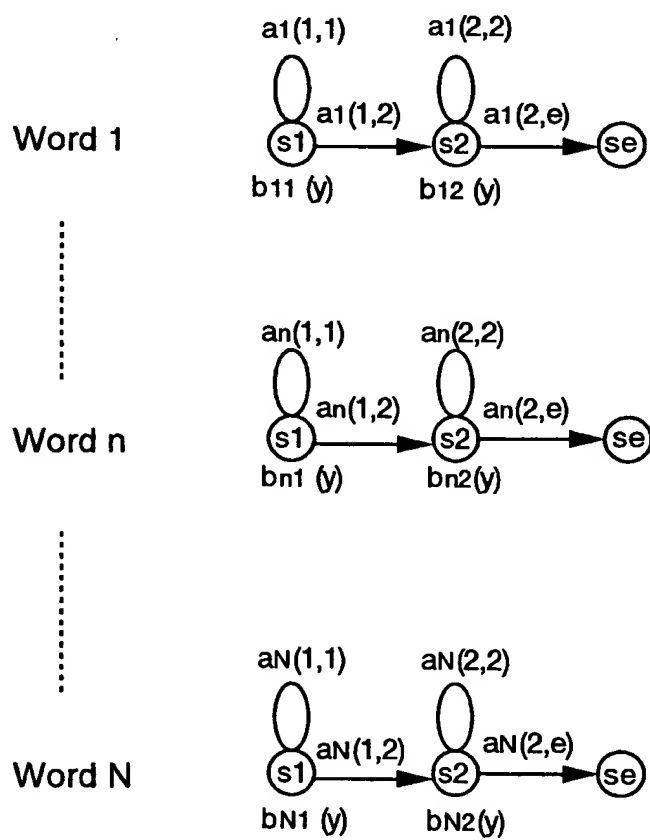 a1(1,1) a1(2,2)
a1(1,2) a1(2,e)
Word 1 s1 s2 se
b11 (y) b12 (y)
an(1,1) an(2,2)
an(1,2) an(2,e)
Word n s1 s2 se
bn1 (y) bn2(y)
aN(1,1) aN(2,2)
aN(1,2) aN(2,e)
Word N s1 s2 se
bN1 (y) bN2(y)